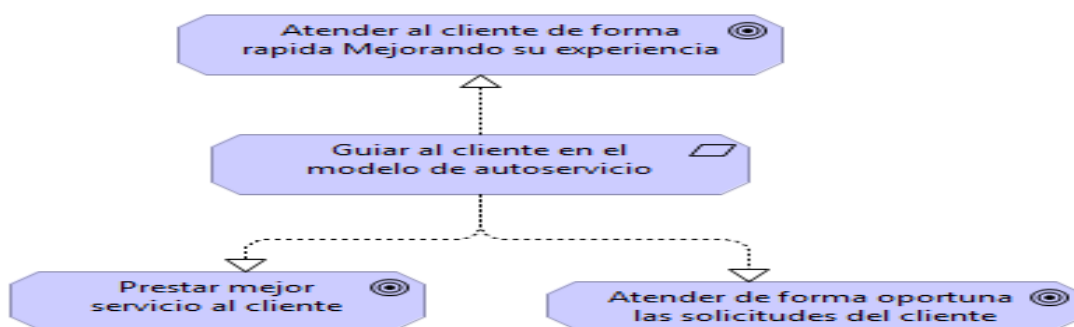 Atender al cliente de forma
rapida Mejorando su experiencia
Guiar al cliente en el
modelo de autoservicio
Prestar mejor
servicio al cliente
Atender de forma oportuna
las solicitudes del cliente